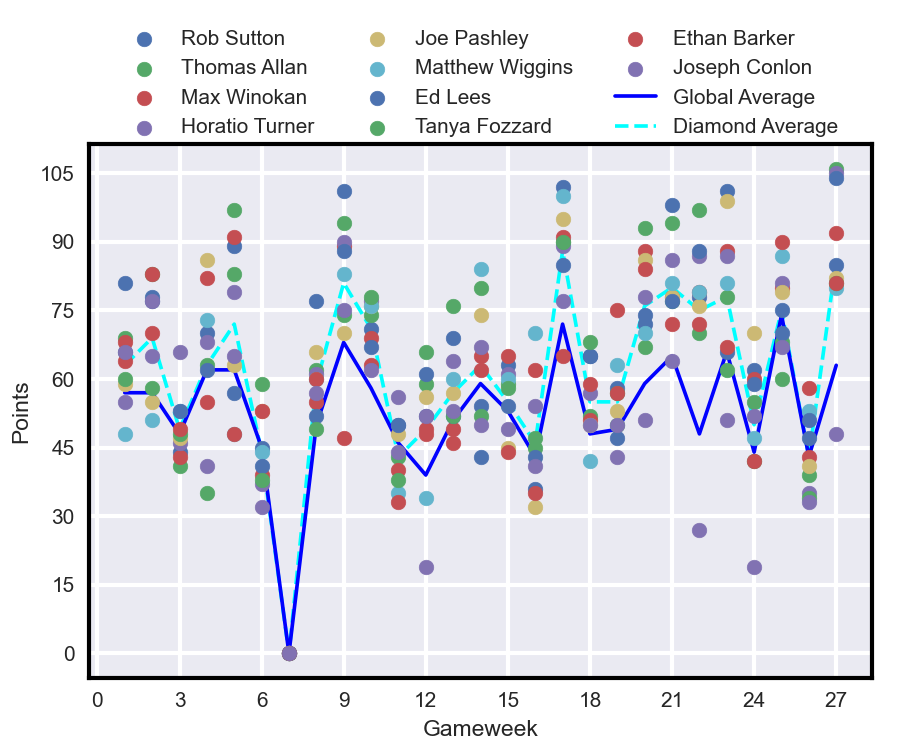 Rob Sutton
Thomas Allan
Max Winokan
Horatio Turner
Joe Pashley
Matthew Wiggins
Ed Lees
Tanya Fozzard
Ethan Barker
Joseph Conlon
Global Average
Diamond Average
Points
105
90
75
60
45
30
15
0
0 3 6 9 12 15 18 21 24 27
Gameweek